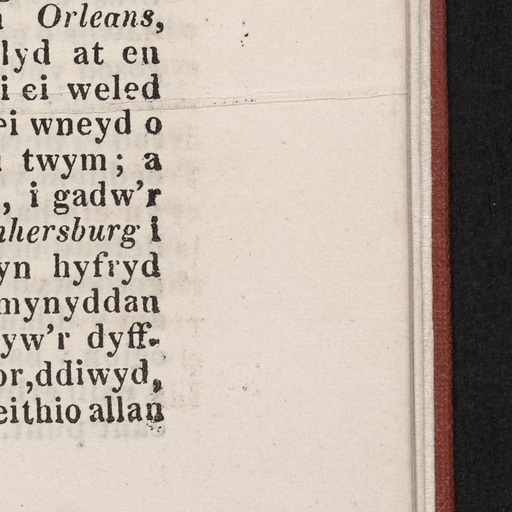 Orleans,
lyd at eu
i ei weled
ei wneyd o
twym; a
, i gadw'r
hersburg i
yn hyfryd
mynyddau
yw'r dyff-
or,ddiwyd,
eithio allan